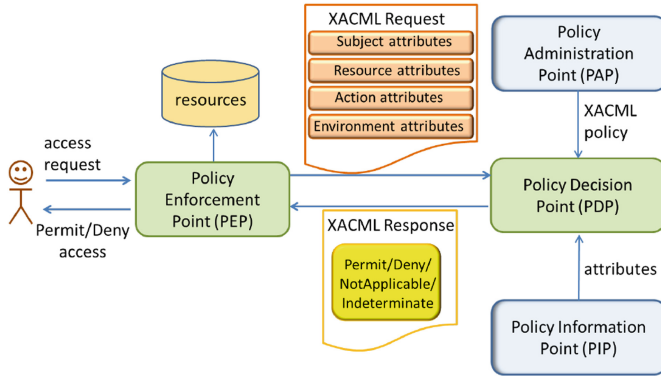 XACML Request
Subject attributes
Resource attributes
Action attributes
Environment attributes
Policy
Administration
Point (PAP)
resources
XACML
policy
access
request
Policy
Enforcement
Point (PEP)
Policy Decision
Point (PDP)
Permit/Deny
access
XACML Response
Permit/Deny/
NotApplicable/
Indeterminate
attributes
Policy Information
Point (PIP)